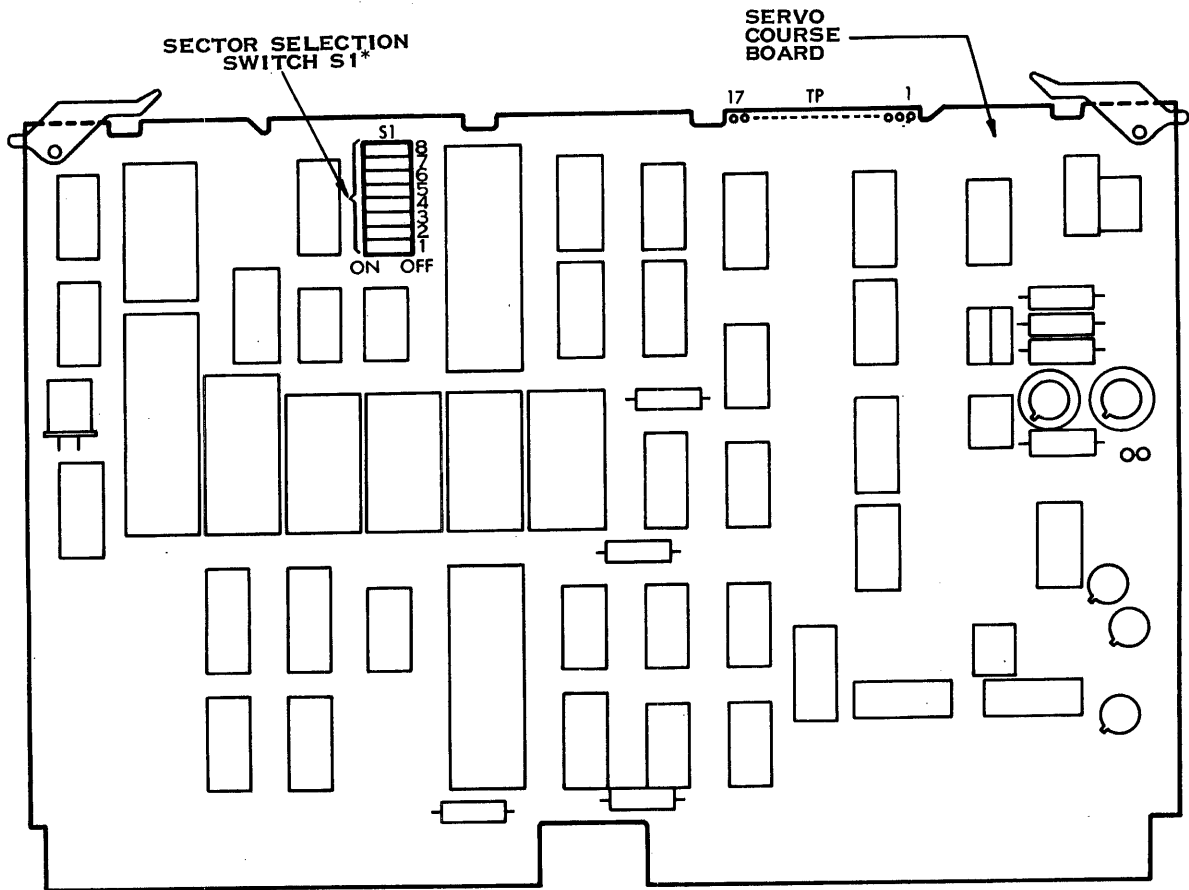 SECTOR SELECTION
SWITCH S1*
SERVO
COURSE
BOARD
17 TP 1
S1
8
7
6
5
4
3
2
1
ON OFF